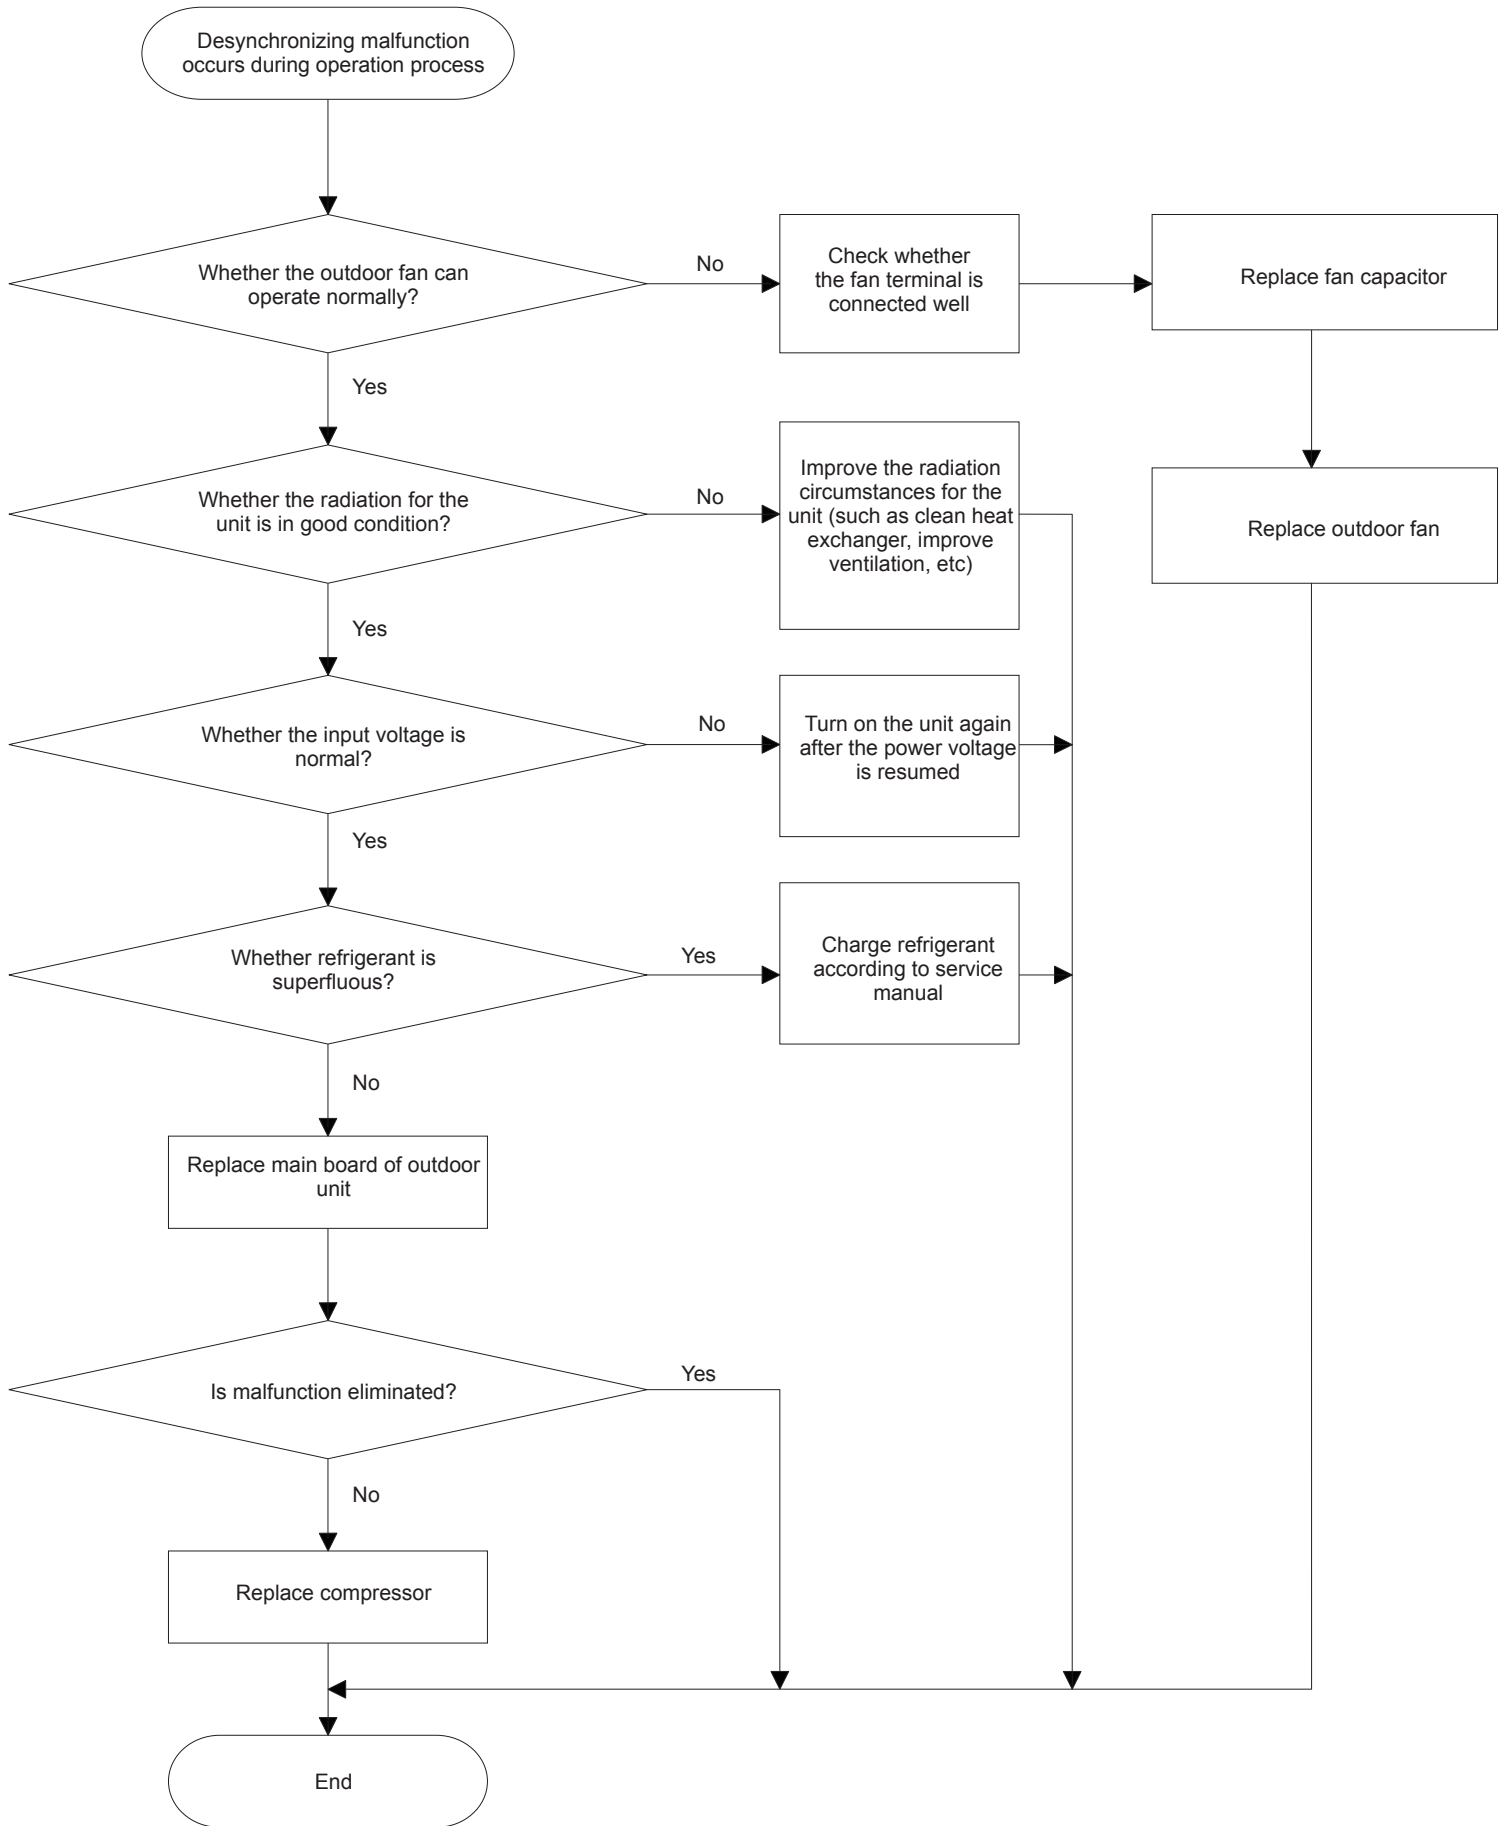 Desynchronizing malfunction
occurs during operation process
Whether the outdoor fan can
operate normally?
No
Check whether
the fan terminal is
connected well
Replace fan capacitor
Yes
Whether the radiation for the
unit is in good condition?
No
Improve the radiation
circumstances for the
unit (such as clean heat
exchanger, improve
ventilation, etc)
Replace outdoor fan
Yes
Whether the input voltage is
normal?
No
Turn on the unit again
after the power voltage
is resumed
Yes
Whether refrigerant is
superfluous?
Yes
Charge refrigerant
according to service
manual
No
Replace main board of outdoor
unit
Is malfunction eliminated?
Yes
No
Replace compressor
End